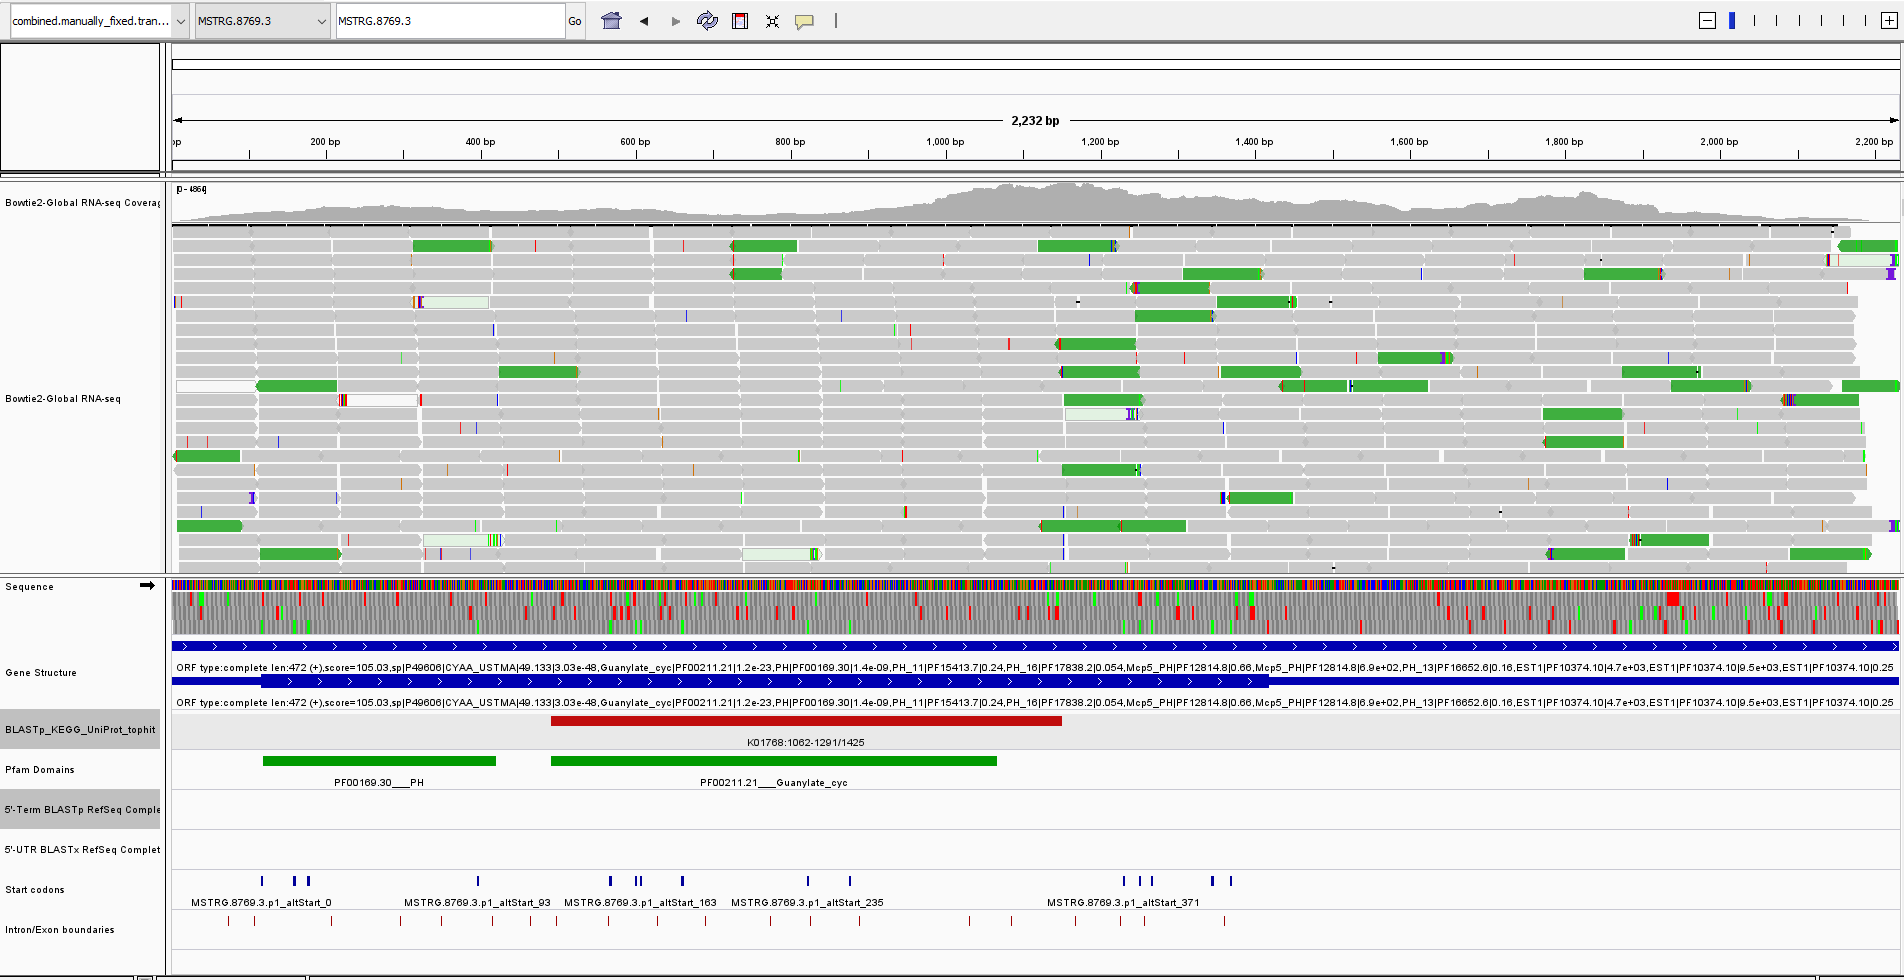 combined.manually_fixed.tran...
MSTRG.8769.3
MSTRG.8769.3
Go
2,232 bp
bp
200 bp
400 bp
600 bp
800 bp
1,000 bp
1,200 bp
1,400 bp
1,600 bp
1,800 bp
2,000 bp
2,200 bp
[0 - 4864]
Bowtie2-Global RNA-seq Coverag
Bowtie2-Global RNA-seq
Sequence
Gene Structure
ORF type:complete len:472 (+),score=105.03,sp|P49606|CYAA_USTMA|49.133|3.03e-48,Guanylate_cyc|PF00211.21|1.2e-23,PH|PF00169.30|1.4e-09,PH_11|PF15413.7|0.24,PH_16|PF17838.2|0.054,Mcp5_PH|PF12814.8|0.66,Mcp5_PH|PF12814.8|6.9e+02,PH_13|PF16652.6|0.16,EST1|PF10374.10|4.7e+03,EST1|PF10374.10|9.5e+03,EST1|PF10374.10|0.25
ORF type:complete len:472 (+),score=105.03,sp|P49606|CYAA_USTMA|49.133|3.03e-48,Guanylate_cyc|PF00211.21|1.2e-23,PH|PF00169.30|1.4e-09,PH_11|PF15413.7|0.24,PH_16|PF17838.2|0.054,Mcp5_PH|PF12814.8|0.66,Mcp5_PH|PF12814.8|6.9e+02,PH_13|PF16652.6|0.16,EST1|PF10374.10|4.7e+03,EST1|PF10374.10|9.5e+03,EST1|PF10374.10|0.25
BLASTp_KEGG_UniProt_tophit
K01768:1062-1291/1425
Pfam Domains
PF00169.30___PH
PF00211.21___Guanylate_cyc
5'-Term BLASTp RefSeq Comple
5'-UTR BLASTx RefSeq Complet
Start codons
MSTRG.8769.3.p1_altStart_0
MSTRG.8769.3.p1_altStart_93
MSTRG.8769.3.p1_altStart_163
MSTRG.8769.3.p1_altStart_235
MSTRG.8769.3.p1_altStart_371
Intron/Exon boundaries